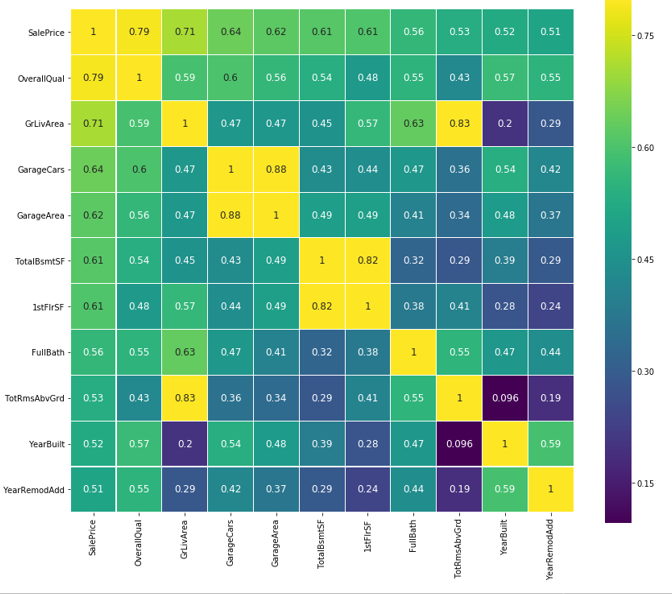 SalePrice 1 0.79 0.71 0.64 0.62 0.61 0.61 0.56 0.53 0.52 0.51
OverallQual 0.79 1 0.59 0.6 0.56 0.54 0.48 0.55 0.43 0.57 0.55
GrLivArea 0.71 0.59 1 0.47 0.47 0.45 0.57 0.63 0.83 0.2 0.29
GarageCars 0.64 0.6 0.47 1 0.88 0.43 0.44 0.47 0.36 0.54 0.42
GarageArea 0.62 0.56 0.47 0.88 1 0.49 0.49 0.41 0.34 0.48 0.37
TotalBsmtSF 0.61 0.54 0.45 0.43 0.49 1 0.82 0.32 0.29 0.39 0.29
1stFlrSF 0.61 0.48 0.57 0.44 0.49 0.82 1 0.38 0.41 0.28 0.24
FullBath 0.56 0.55 0.63 0.47 0.41 0.32 0.38 1 0.55 0.47 0.44
TotRmsAbvGrd 0.53 0.43 0.83 0.36 0.34 0.29 0.41 0.55 1 0.096 0.19
YearBuilt 0.52 0.57 0.2 0.54 0.48 0.39 0.28 0.47 0.096 1 0.59
YearRemodAdd 0.51 0.55 0.29 0.42 0.37 0.29 0.24 0.44 0.19 0.59 1
SalePrice
OverallQual
GrLivArea
GarageCars
GarageArea
TotalBsmtSF
1stFlrSF
FullBath
TotRmsAbvGrd
YearBuilt
YearRemodAdd
0.75
0.60
0.45
0.30
0.15